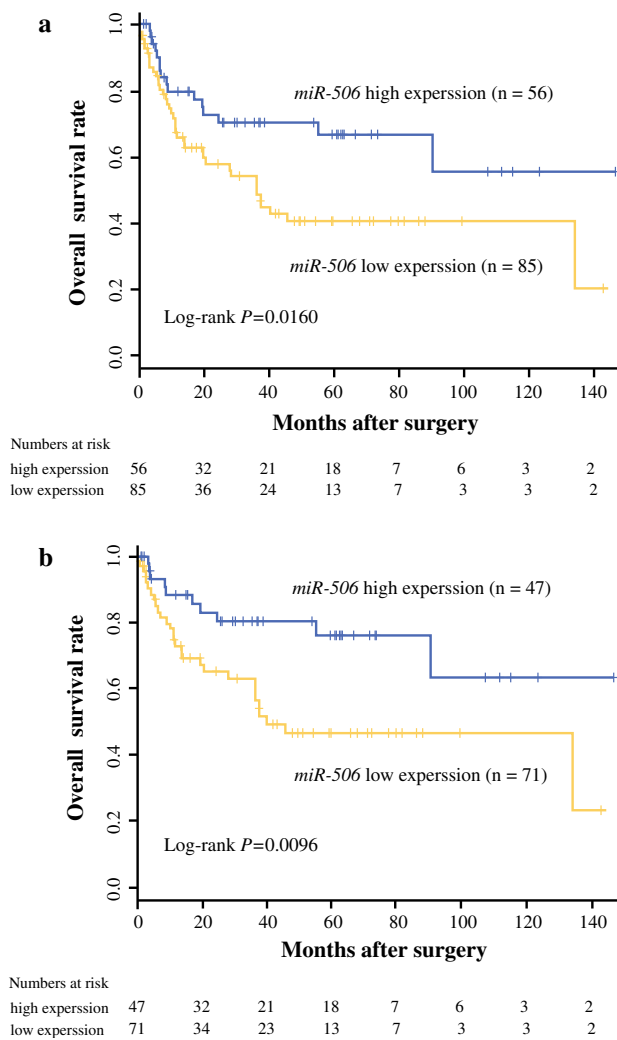 a
Overall survival rate
1.0
0.8
0.6
0.4
0.2
0.0
miR-506 high experssion (n = 56)
miR-506 low experssion (n = 85)
Log-rank P=0.0160
0 20 40 60 80 100 120 140
Months after surgery
Numbers at risk
high experssion 56 32 21 18 7 6 3 2
low experssion 85 36 24 13 7 3 3 2
b
Overall survival rate
1.0
0.8
0.6
0.4
0.2
0.0
miR-506 high experssion (n = 47)
miR-506 low experssion (n = 71)
Log-rank P=0.0096
0 20 40 60 80 100 120 140
Months after surgery
Numbers at risk
high experssion 47 32 21 18 7 6 3 2
low experssion 71 34 23 13 7 3 3 2